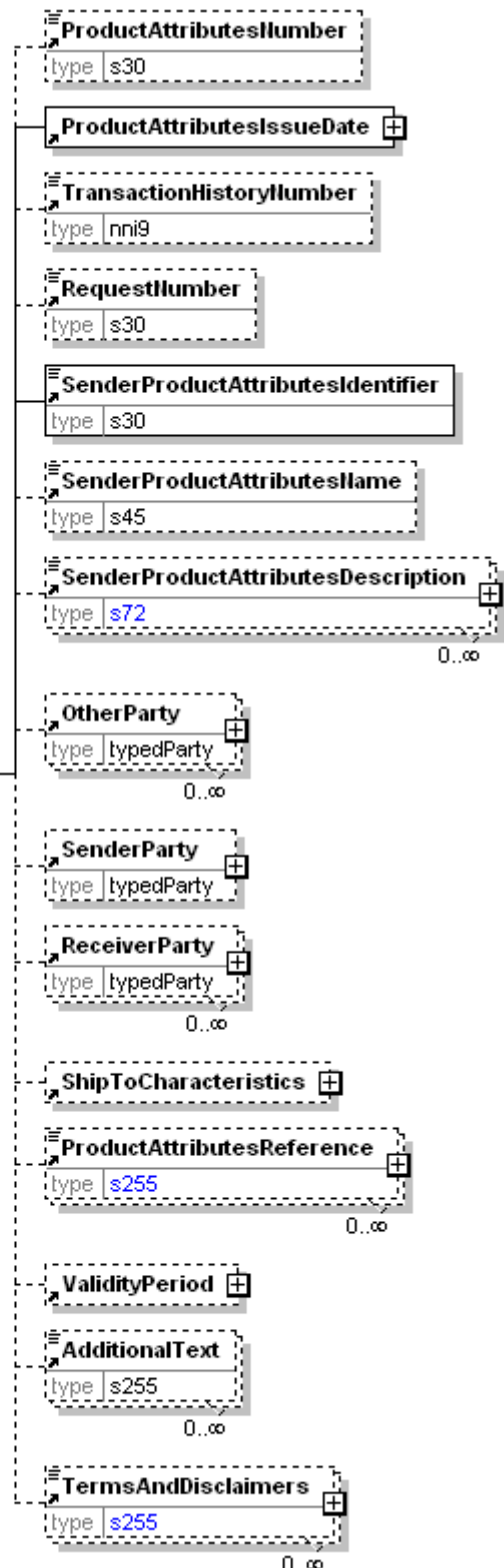 ProductAttributesNumber
type s30
ProductAttributesIssueDate
TransactionHistoryNumber
type nni9
RequestNumber
type s30
SenderProductAttributesIdentifier
type s30
SenderProductAttributesName
type s45
SenderProductAttributesDescription
type s72
0..∞
OtherParty
type typedParty
0..∞
SenderParty
type typedParty
ReceiverParty
type typedParty
0..∞
ShipToCharacteristics
ProductAttributesReference
type s255
0..∞
ValidityPeriod
AdditionalText
type s255
0..∞
TermsAndDisclaimers
type s255
0..∞